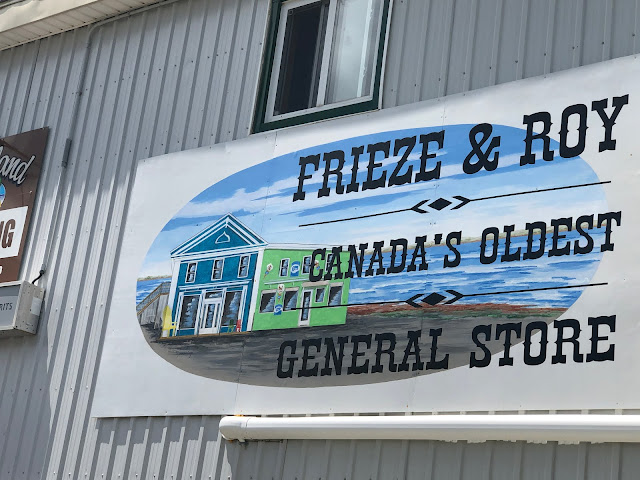 FRIEZE & ROY
CANADA'S OLDEST
GENERAL STORE